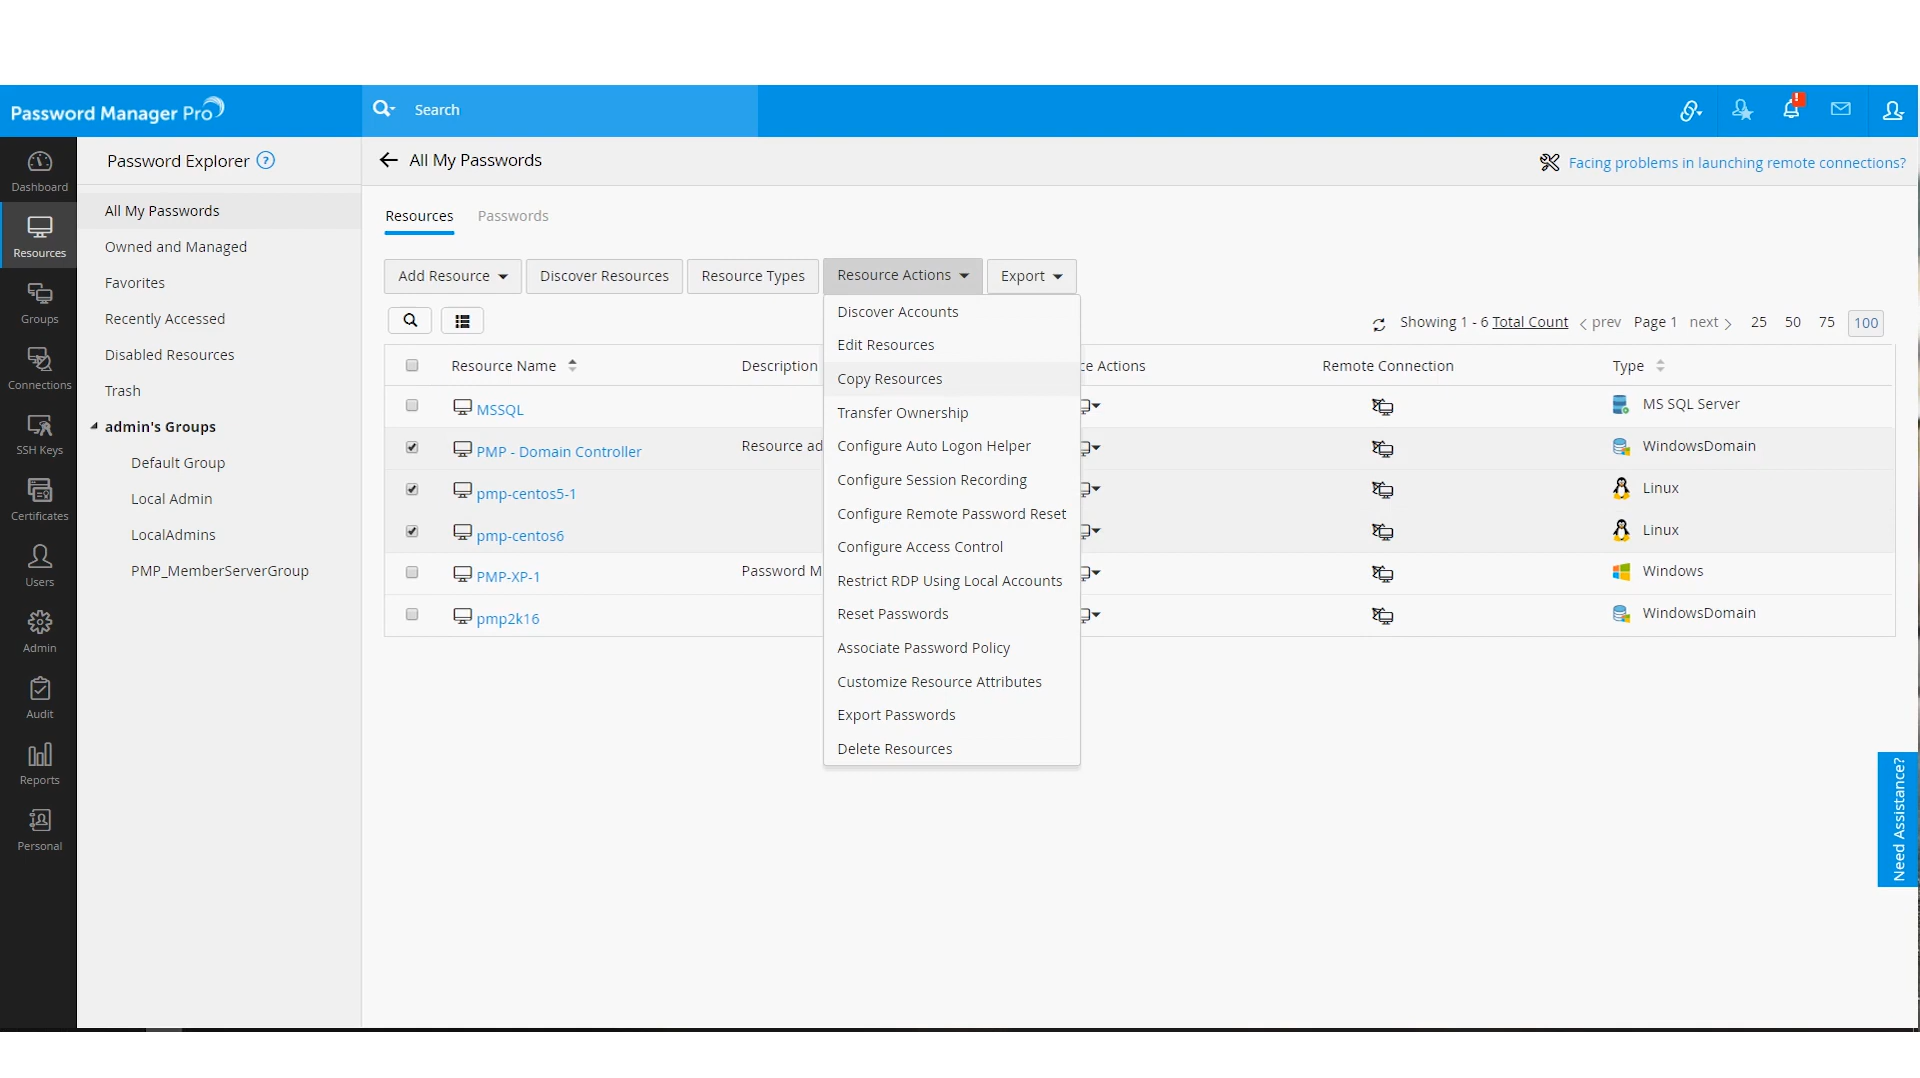 Password Manager Pro
Search
Dashboard
Resources
Groups
Connections
SSH Keys
Certificates
Users
Admin
Audit
Reports
Personal
Password Explorer ?
All My Passwords
Owned and Managed
Favorites
Recently Accessed
Disabled Resources
Trash
admin's Groups
Default Group
Local Admin
LocalAdmins
PMP_MemberServerGroup
All My Passwords
Facing problems in launching remote connections?
Resources Passwords
Add Resource Discover Resources Resource Types Resource Actions Export
Showing 1 - 6 Total Count prev Page 1 next 25 50 75 100
Resource Name Description ce Actions Remote Connection Type
MSSQL MS SQL Server
PMP - Domain Controller Resource ad WindowsDomain
pmp-centos5-1 Linux
pmp-centos6 Linux
PMP-XP-1 Password M Windows
pmp2k16 WindowsDomain
Discover Accounts
Edit Resources
Copy Resources
Transfer Ownership
Configure Auto Logon Helper
Configure Session Recording
Configure Remote Password Reset
Configure Access Control
Restrict RDP Using Local Accounts
Reset Passwords
Associate Password Policy
Customize Resource Attributes
Export Passwords
Delete Resources
Need Assistance?